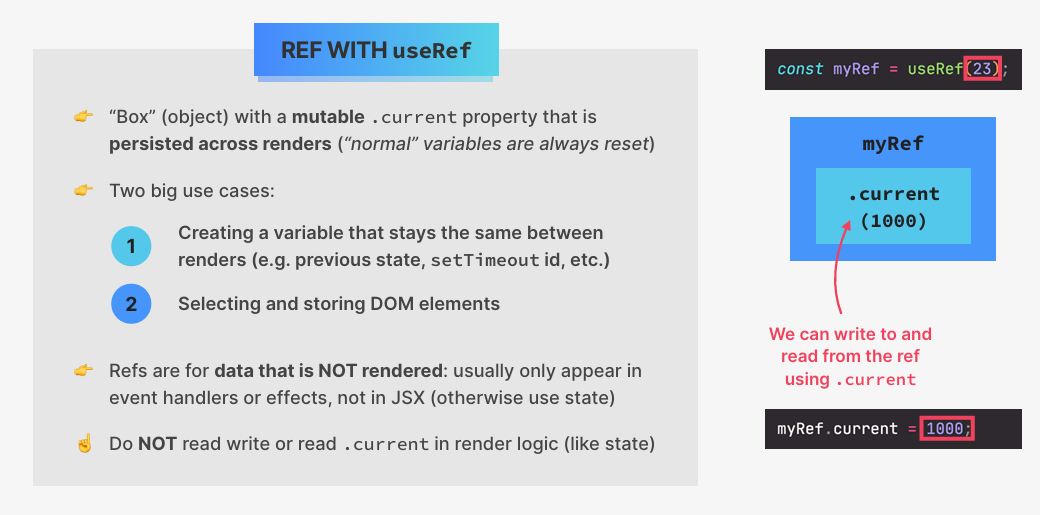 REF WITH useRef
👉 “Box” (object) with a mutable .current property that is
persisted across renders (“normal” variables are always reset)
👉 Two big use cases:
1 Creating a variable that stays the same between
renders (e.g. previous state, setTimeout id, etc.)
2 Selecting and storing DOM elements
👉 Refs are for data that is NOT rendered: usually only appear in
event handlers or effects, not in JSX (otherwise use state)
☝️ Do NOT read write or read .current in render logic (like state)
const myRef = useRef(23);
myRef
.current
(1000)
We can write to and
read from the ref
using .current
myRef.current = 1000;